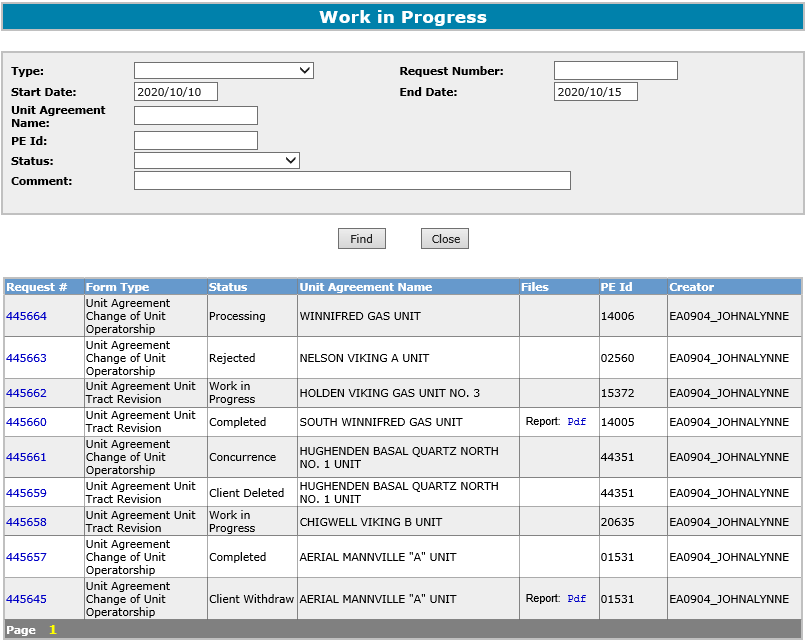 Work in Progress
Type: Request Number:
Start Date: 2020/10/10 End Date: 2020/10/15
Unit Agreement
Name:
PE Id:
Status:
Comment:
Find Close
Request # Form Type Status Unit Agreement Name Files PE Id Creator
Unit Agreement
445664 Change of Unit Processing WINNIFRED GAS UNIT 14006 EA0904_JOHNALYNNE
Operatorship
Unit Agreement
445663 Change of Unit Rejected NELSON VIKING A UNIT 02560 EA0904_JOHNALYNNE
Operatorship
445662 Unit Agreement Unit Tract Revision Work in Progress HOLDEN VIKING GAS UNIT NO. 3 15372 EA0904_JOHNALYNNE
445660 Unit Agreement Unit Tract Revision Completed SOUTH WINNIFRED GAS UNIT Report: Pdf 14005 EA0904_JOHNALYNNE
Unit Agreement
445661 Change of Unit Concurrence HUGHENDEN BASAL QUARTZ NORTH NO. 1 UNIT 44351 EA0904_JOHNALYNNE
Operatorship
445659 Unit Agreement Unit Tract Revision Client Deleted HUGHENDEN BASAL QUARTZ NORTH NO. 1 UNIT 44351 EA0904_JOHNALYNNE
445658 Unit Agreement Unit Tract Revision Work in Progress CHIGWELL VIKING B UNIT 20635 EA0904_JOHNALYNNE
Unit Agreement
445657 Change of Unit Completed AERIAL MANNVILLE "A" UNIT 01531 EA0904_JOHNALYNNE
Operatorship
Unit Agreement
445645 Change of Unit Client Withdraw AERIAL MANNVILLE "A" UNIT Report: Pdf 01531 EA0904_JOHNALYNNE
Operatorship
Page 1